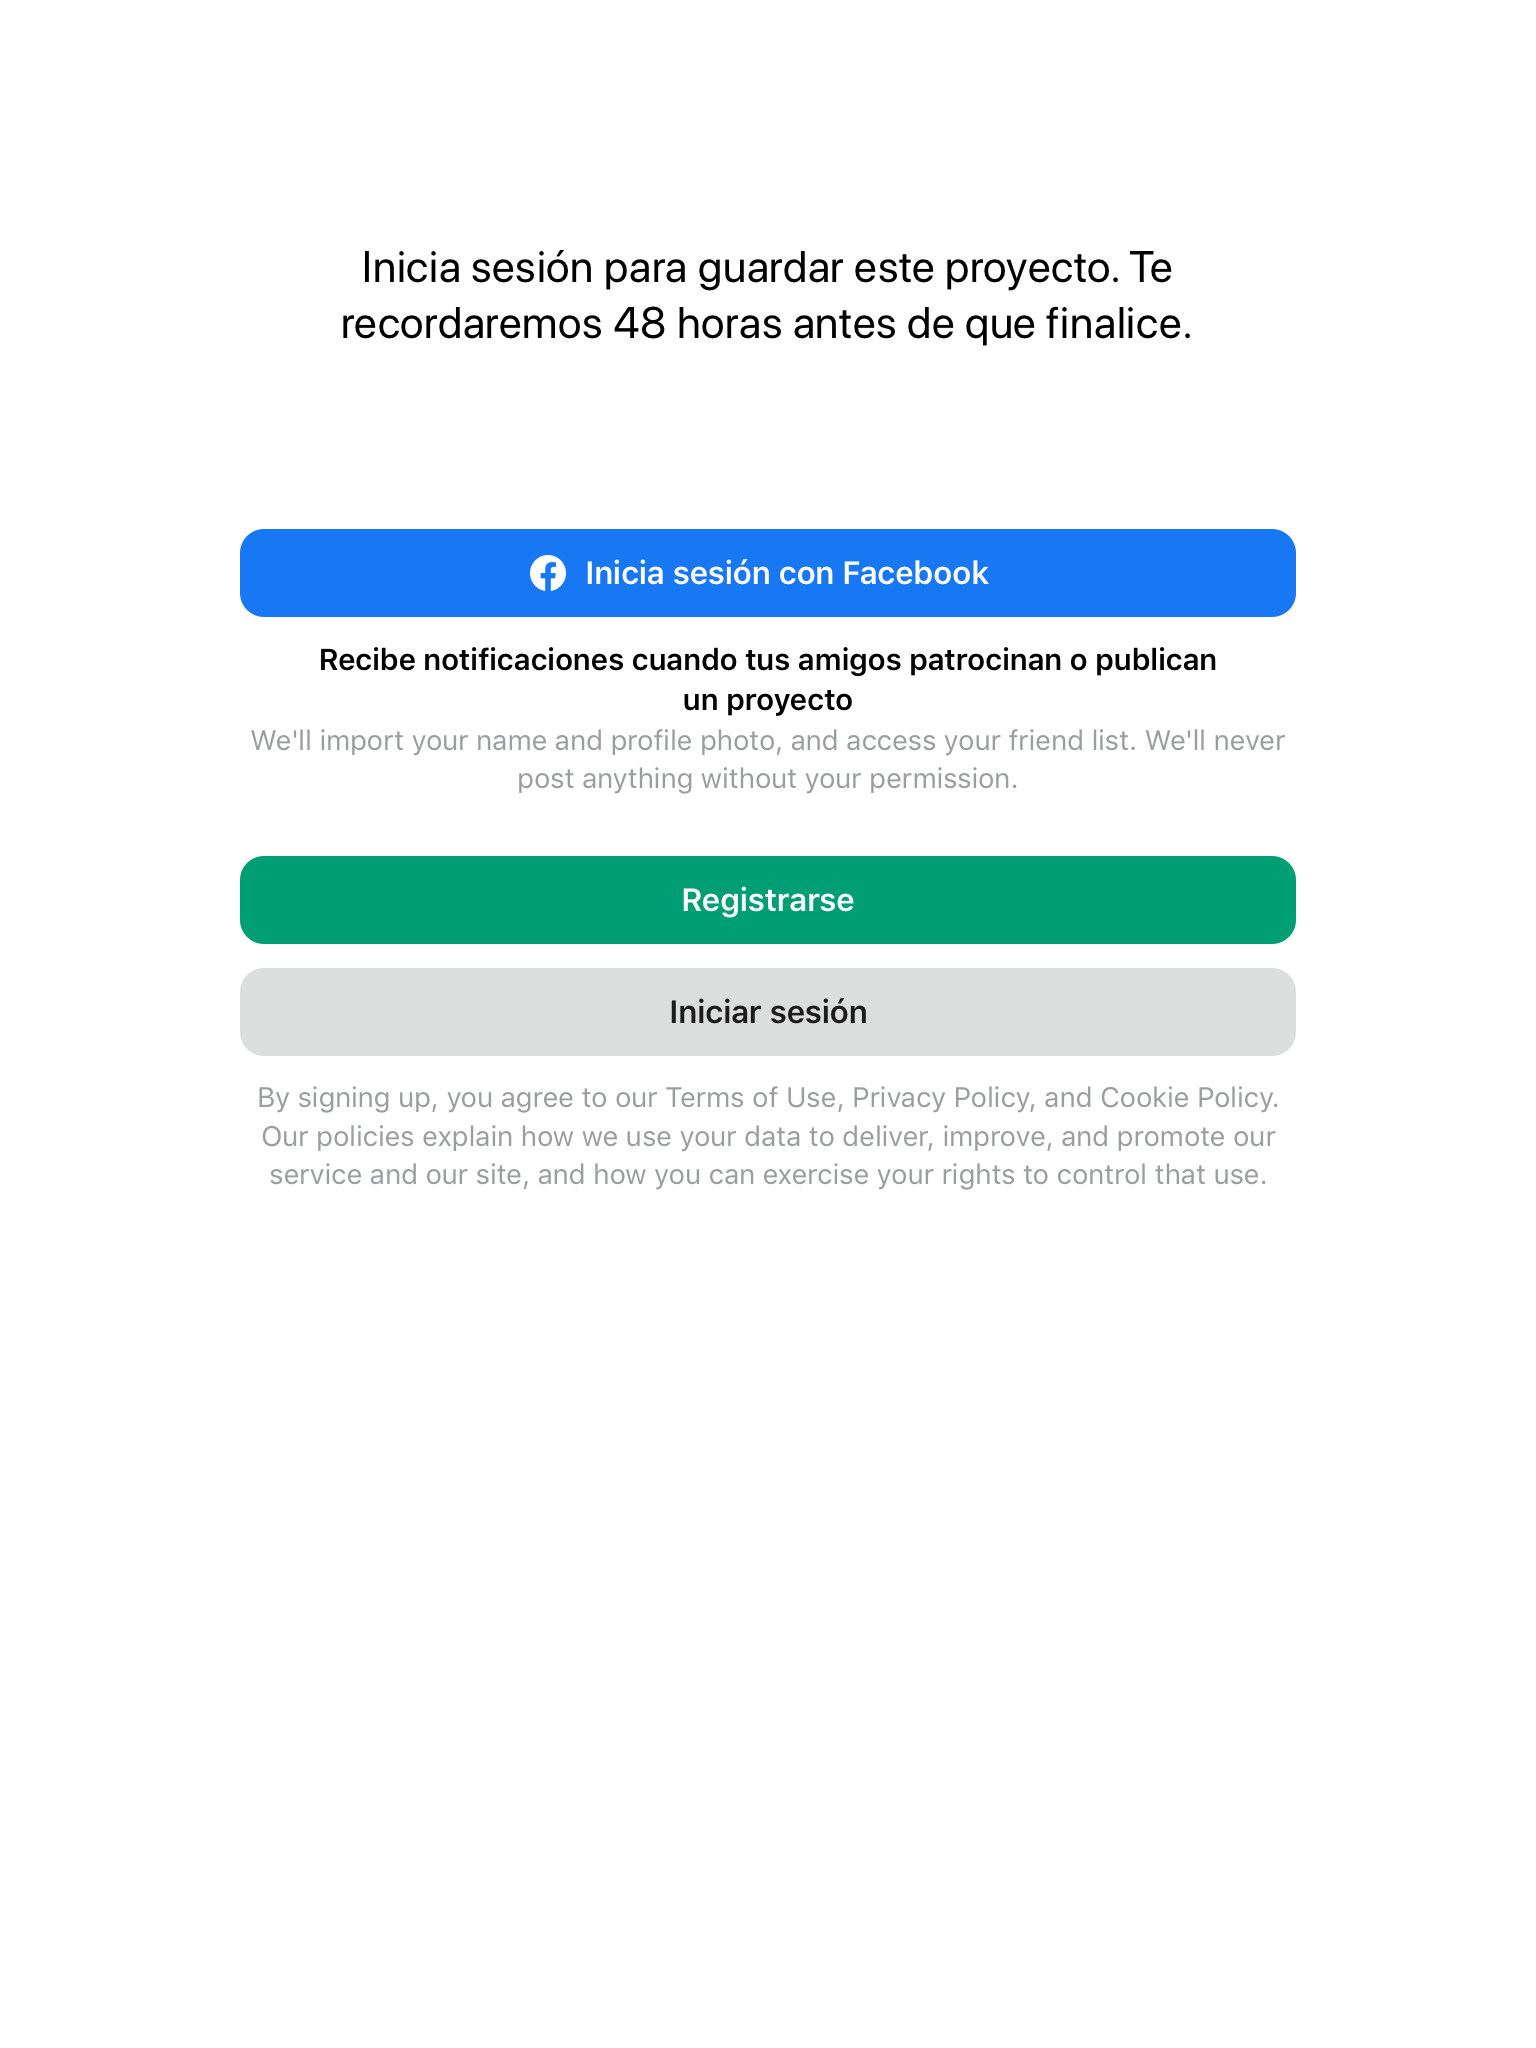 Inicia sesión para guardar este proyecto. Te
recordaremos 48 horas antes de que finalice.
Inicia sesión con Facebook
Recibe notificaciones cuando tus amigos patrocinan o publican
un proyecto
We'll import your name and profile photo, and access your friend list. We'll never
post anything without your permission.
Registrarse
Iniciar sesión
By signing up, you agree to our Terms of Use, Privacy Policy, and Cookie Policy.
Our policies explain how we use your data to deliver, improve, and promote our
service and our site, and how you can exercise your rights to control that use.